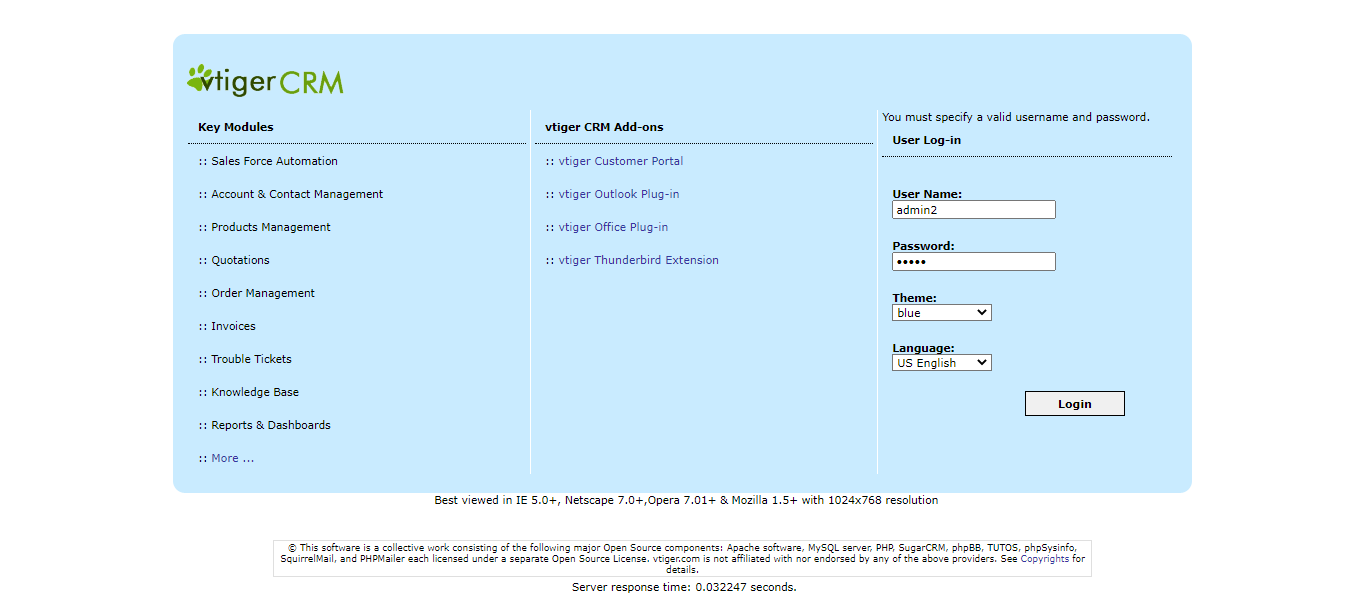 vtiger CRM
Key Modules
:: Sales Force Automation
:: Account & Contact Management
:: Products Management
:: Quotations
:: Order Management
:: Invoices
:: Trouble Tickets
:: Knowledge Base
:: Reports & Dashboards
:: More ...
vtiger CRM Add-ons
:: vtiger Customer Portal
:: vtiger Outlook Plug-in
:: vtiger Office Plug-in
:: vtiger Thunderbird Extension
You must specify a valid username and password.
User Log-in
User Name:
admin2
Password:
•••••
Theme:
blue
Language:
US English
Login
Best viewed in IE 5.0+, Netscape 7.0+,Opera 7.01+ & Mozilla 1.5+ with 1024x768 resolution
© This software is a collective work consisting of the following major Open Source components: Apache software, MySQL server, PHP, SugarCRM, phpBB, TUTOS, phpSysinfo,
SquirrelMail, and PHPMailer each licensed under a separate Open Source License. vtiger.com is not affiliated with nor endorsed by any of the above providers. See Copyrights for
details.
Server response time: 0.032247 seconds.